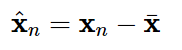 x̂ₙ = xₙ − x̄